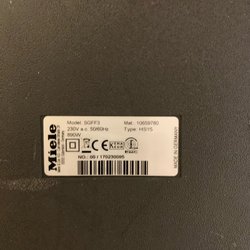 Miele
Model: SGFF3
Mat.: 10659780
230V a.c. 50/60Hz
Type: HS15
890W
NO.: 00 / 170230095
MADE IN GERMANY